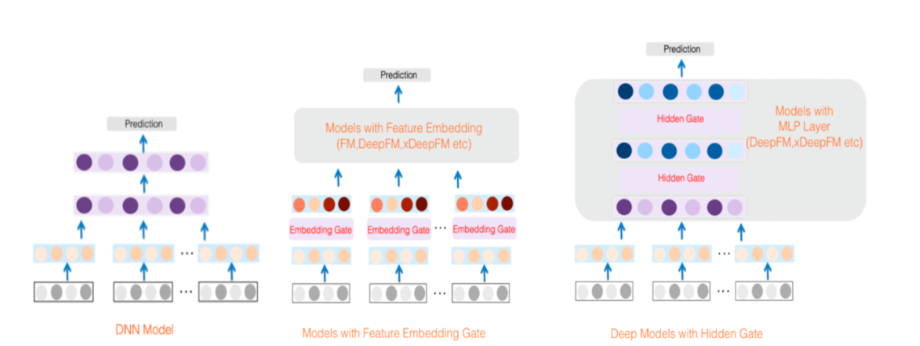 Prediction
DNN Model
Prediction
Models with Feature Embedding
(FM,DeepFM,xDeepFM etc)
Embedding Gate
Embedding Gate
...
Embedding Gate
...
Models with Feature Embedding Gate
Prediction
Hidden Gate
Hidden Gate
Models with
MLP Layer
(DeepFM,xDeepFM etc)
...
...
Deep Models with Hidden Gate